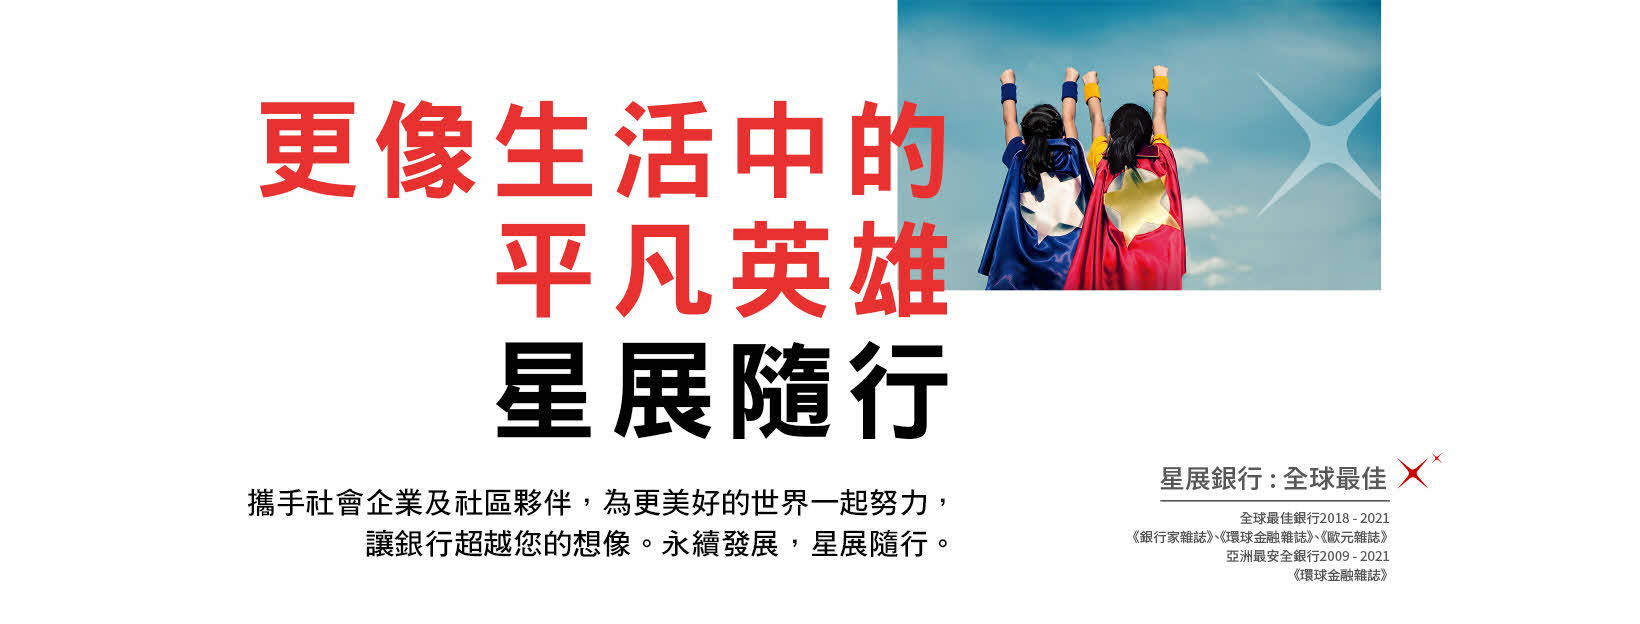 更像生活中的
平凡英雄
星展隨行
攜手社會企業及社區夥伴，為更美好的世界一起努力，
讓銀行超越您的想像。永續發展，星展隨行。
星展銀行 : 全球最佳
全球最佳銀行2018 - 2021
《銀行家雜誌》、《環球金融雜誌》、《歐元雜誌》
亞洲最安全銀行2009 - 2021
《環球金融雜誌》